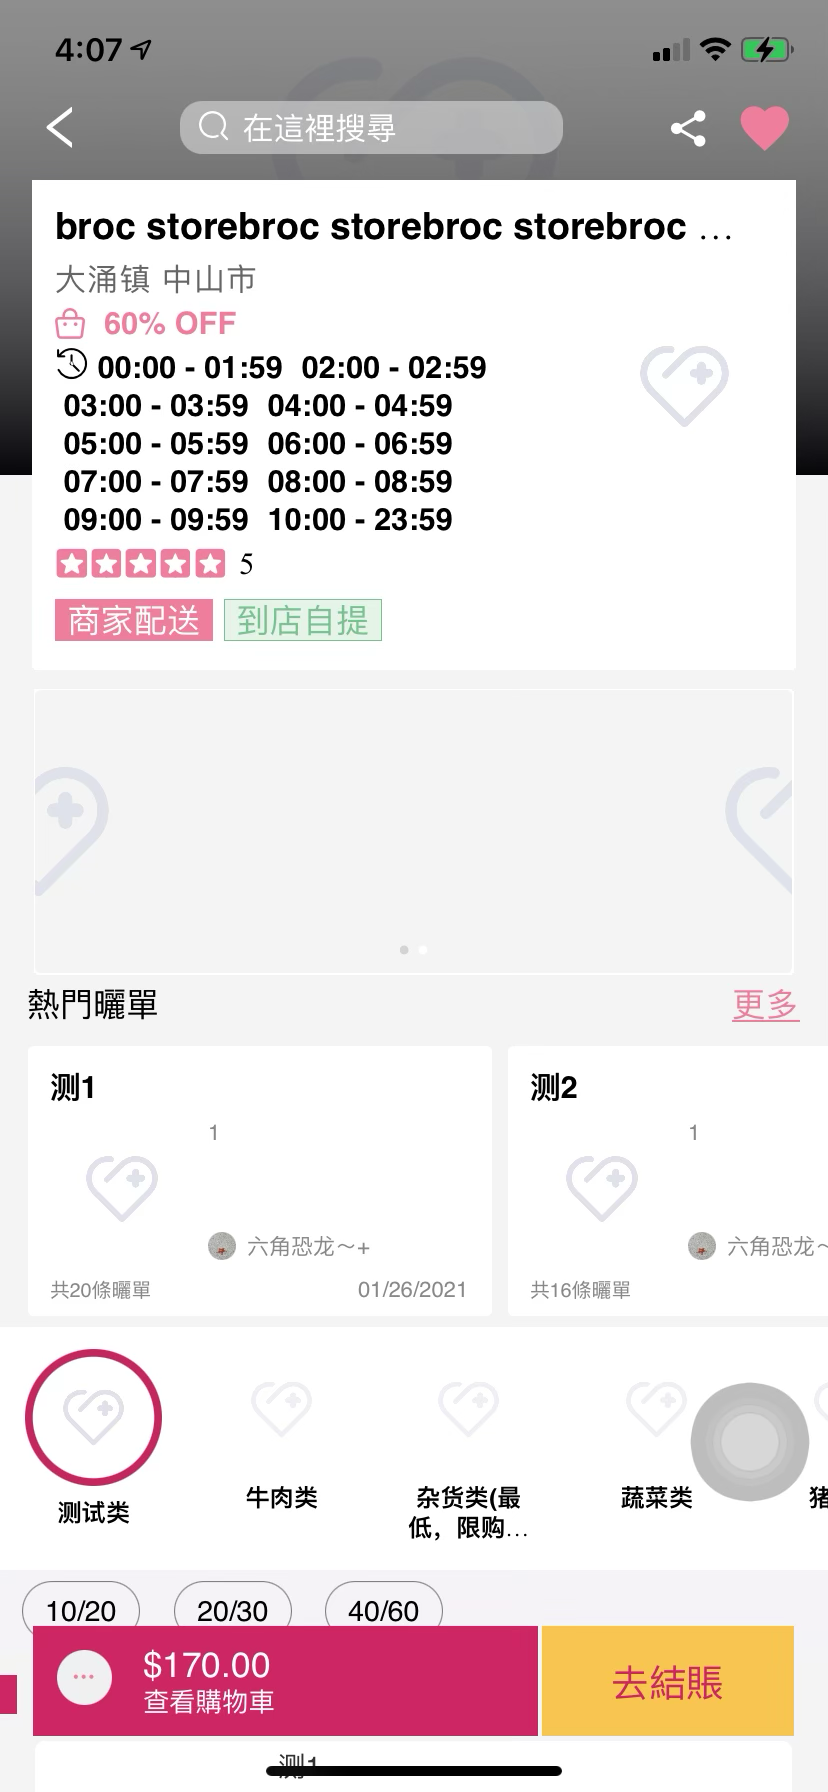 4:07
在這裡搜尋
broc storebroc storebroc storebroc ...
大涌镇 中山市
60% OFF
00:00 - 01:59 02:00 - 02:59
03:00 - 03:59 04:00 - 04:59
05:00 - 05:59 06:00 - 06:59
07:00 - 07:59 08:00 - 08:59
09:00 - 09:59 10:00 - 23:59
5
商家配送 到店自提
熱門曬單 更多
测1
1
六角恐龙～+
共20條曬單 01/26/2021
测2
1
六角恐龙～
共16條曬單
测试类
牛肉类
杂货类(最
低，限购...
蔬菜类
猪
10/20 20/30 40/60
$170.00
查看購物車
去結賬
测1